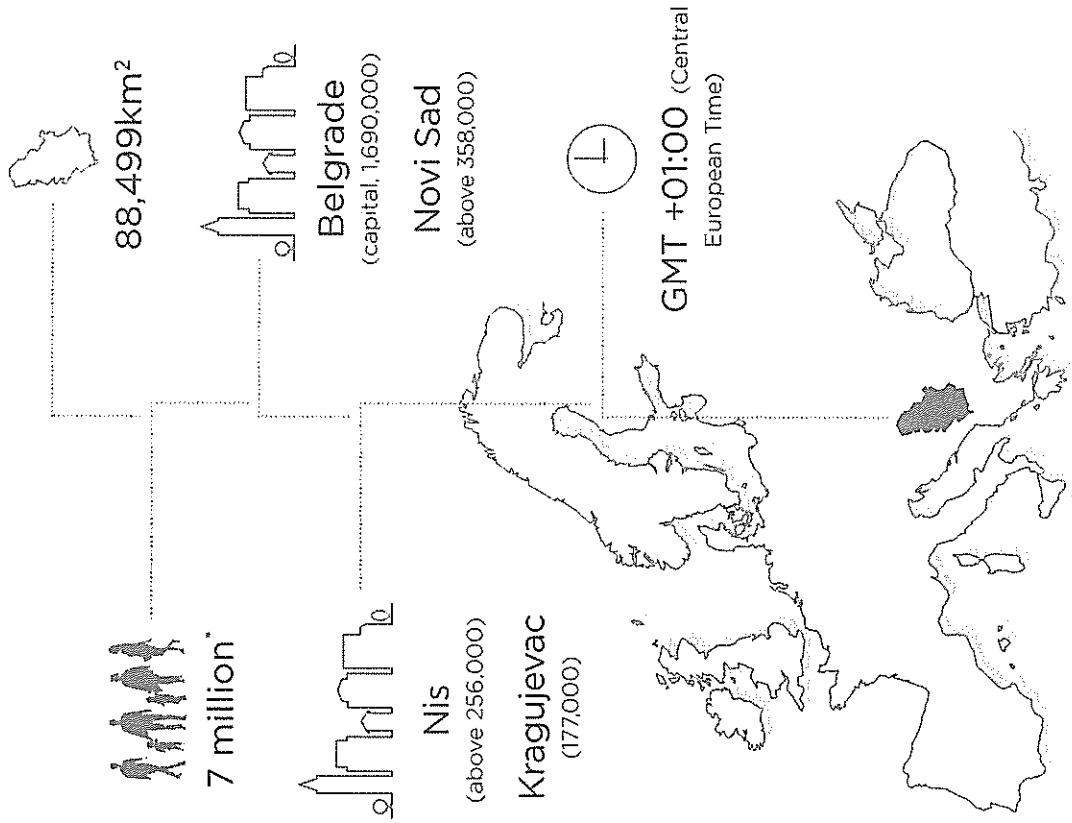 88,499km²
7 million*
Belgrade
(capital, 1,690,000)
Novi Sad
(above 358,000)
Nis
(above 256,000)
Kragujevac
(177,000)
GMT +01:00 (Central
European Time)